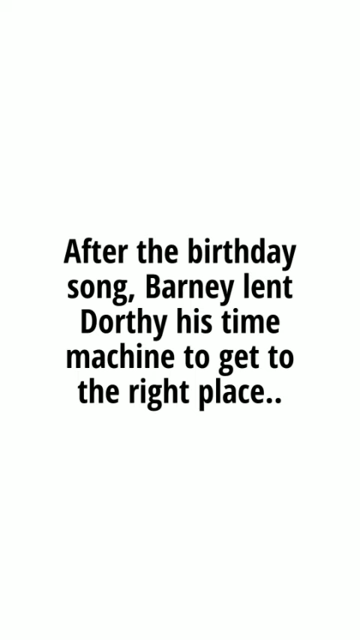 After the birthday
song, Barney lent
Dorthy his time
machine to get to
the right place..